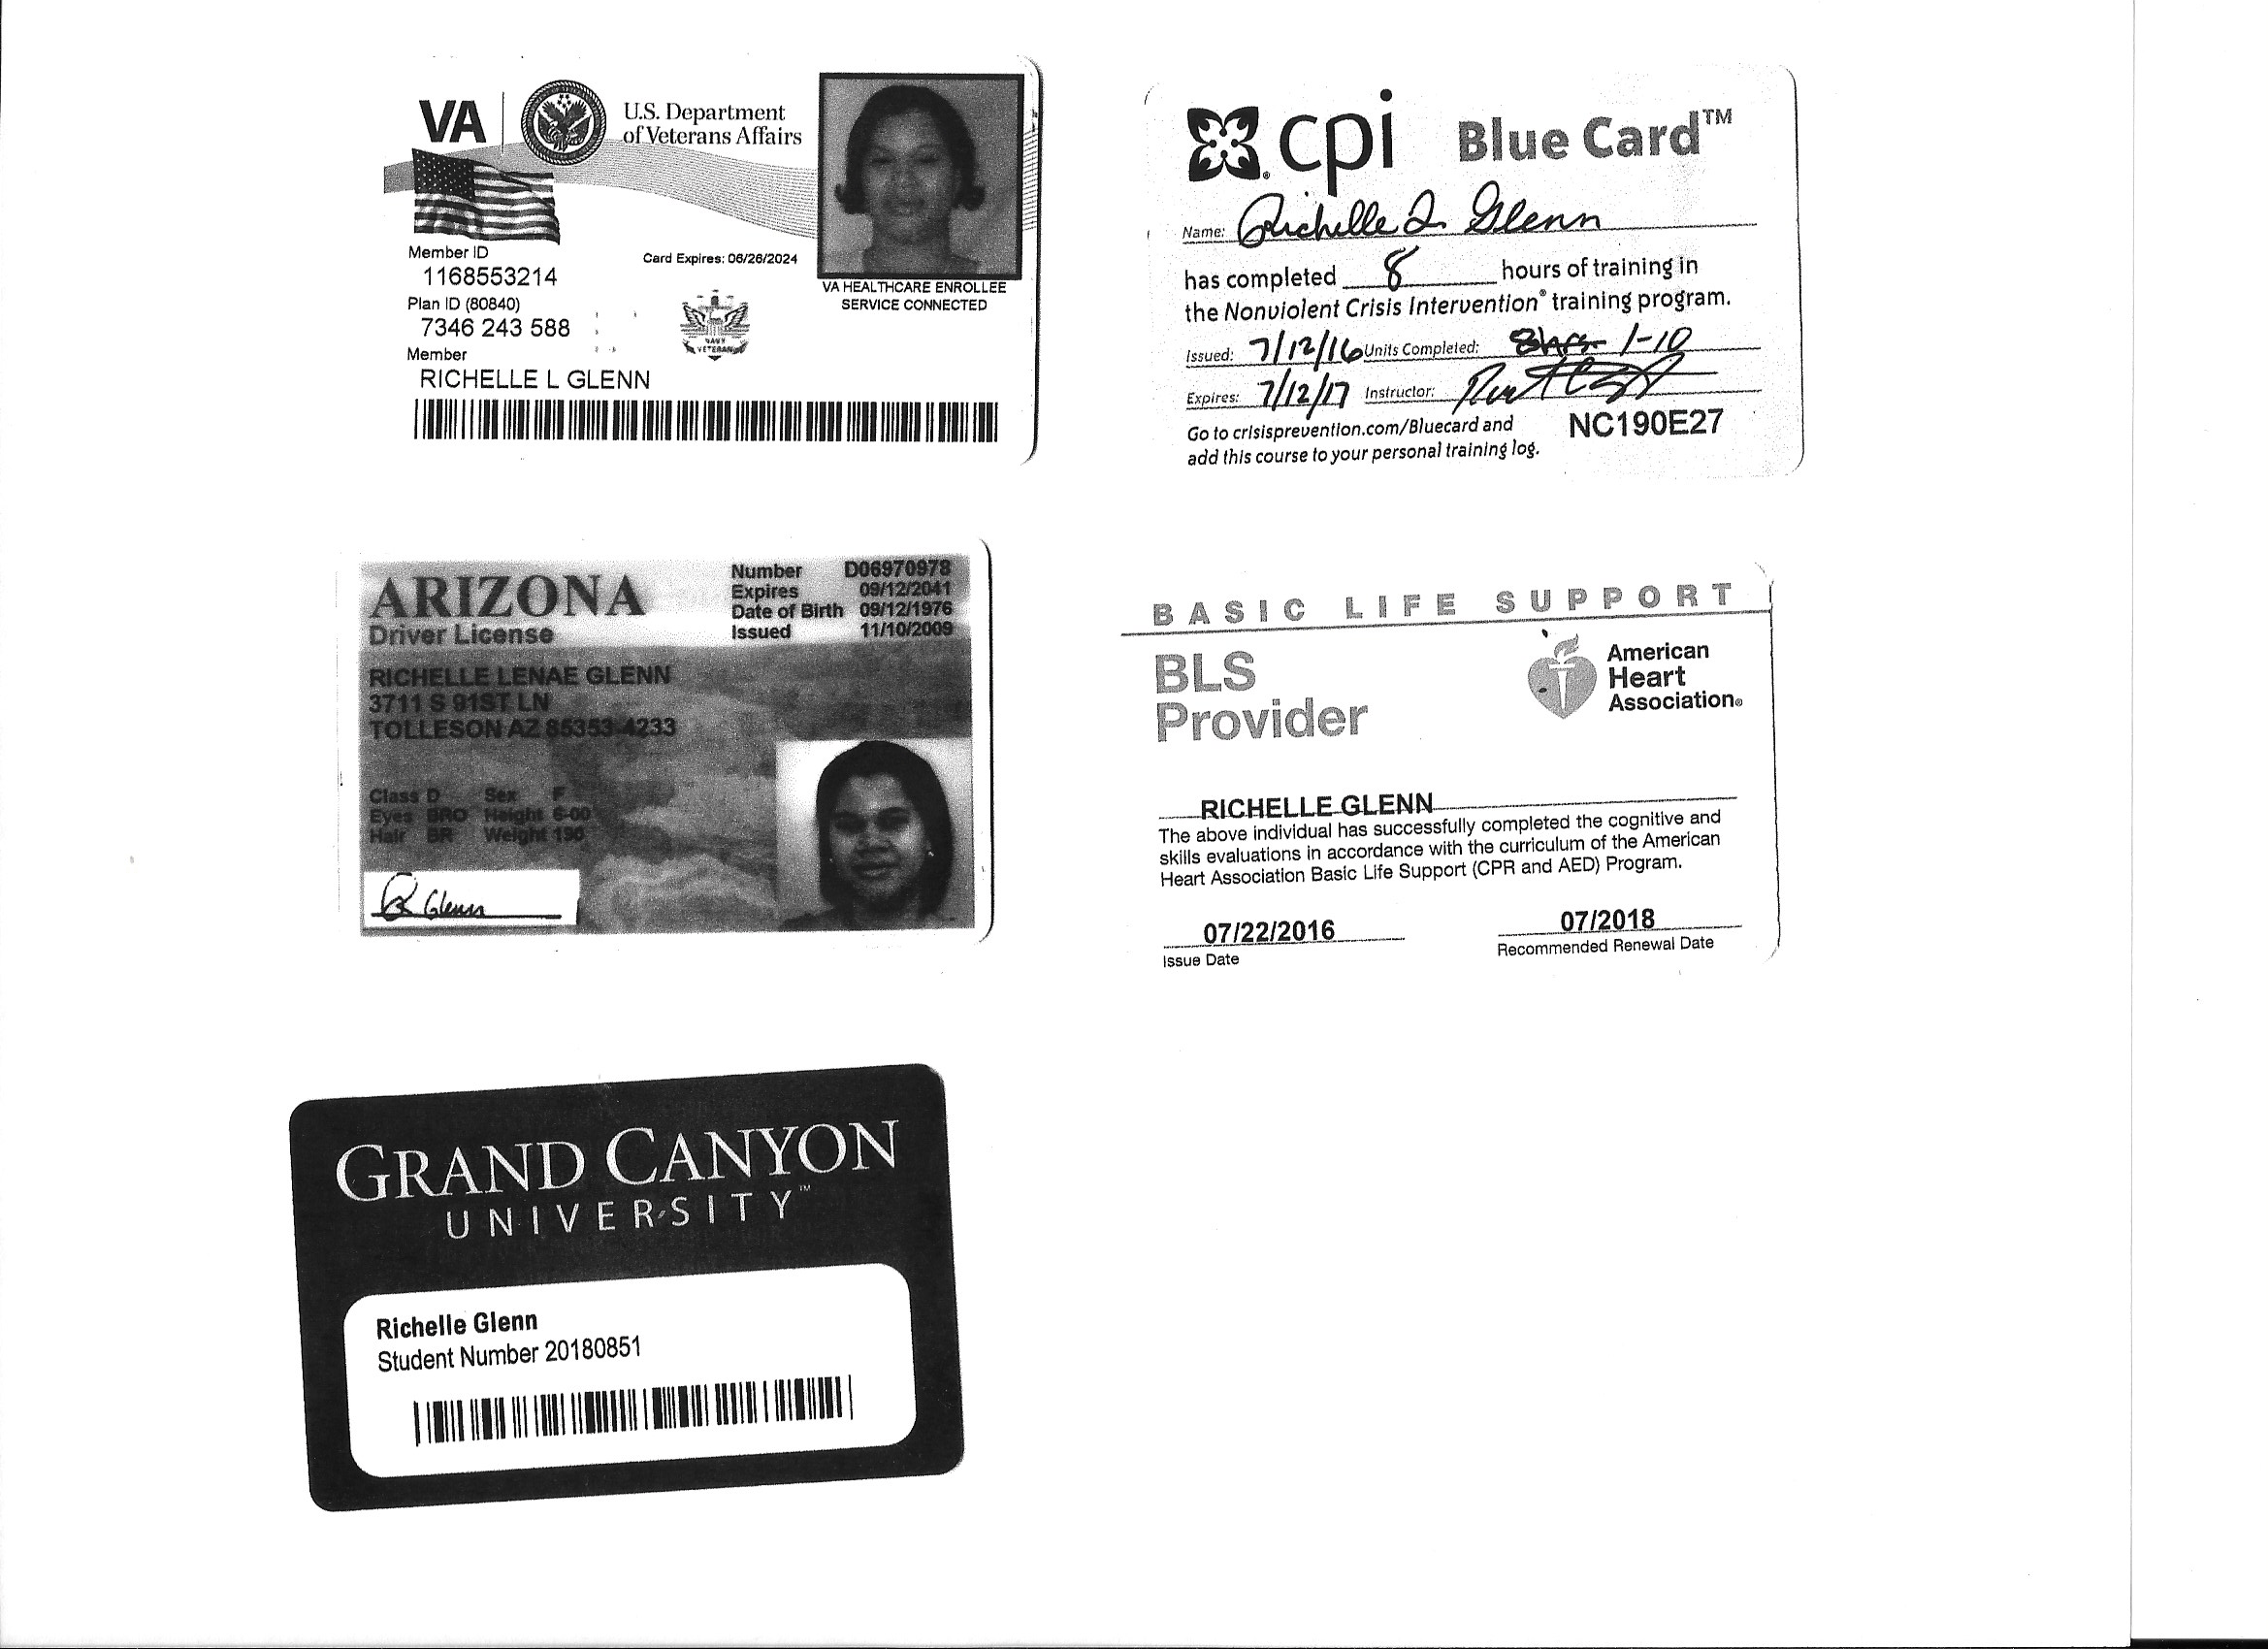 VA
U.S. Department
of Veterans Affairs
Member ID
1168553214
Card Expires: 06/26/2024
Plan ID (80840)
7346 243 588
VA HEALTHCARE ENROLLEE
SERVICE CONNECTED
NAVY
VETERAN
Member
RICHELLE L GLENN
cpi Blue Card™
Name: Richelle L Glenn
has completed 8 hours of training in
the Nonviolent Crisis Intervention® training program.
Issued: 7/12/16 Units Completed: 8hrs 1-10
Expires: 7/12/17 Instructor:
Go to crisisprevention.com/Bluecard and
add this course to your personal training log.
NC190E27
ARIZONA
Driver License
Number D06970978
Expires 09/12/2041
Date of Birth 09/12/1976
Issued 11/10/2009
RICHELLE LENAE GLENN
3711 S 91ST LN
TOLLESON AZ 85353-4233
Class D Sex F
Eyes BRO Height 6-00
Hair BR Weight 190
R Glenn
BASIC LIFE SUPPORT
BLS
Provider
American
Heart
Association®
RICHELLE GLENN
The above individual has successfully completed the cognitive and
skills evaluations in accordance with the curriculum of the American
Heart Association Basic Life Support (CPR and AED) Program.
07/22/2016
Issue Date
07/2018
Recommended Renewal Date
GRAND CANYON
UNIVERSITY™
Richelle Glenn
Student Number 20180851